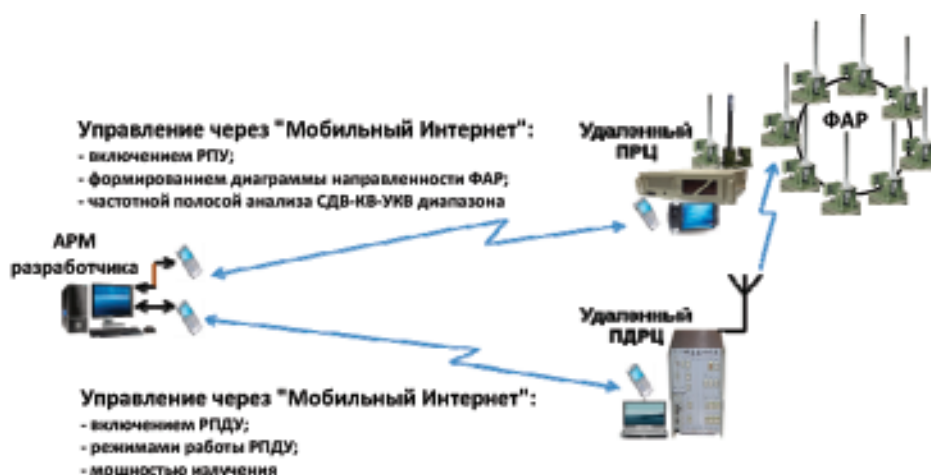 Управление через "Мобильный Интернет":
- включением РПУ;
- формированием диаграммы направленности ФАР;
- частотной полосой анализа СДВ-КВ-УКВ диапазона
Удаленный
ПРЦ
ФАР
АРМ
разработчика
Удаленный
ПДРЦ
Управление через "Мобильный Интернет":
- включением РПДУ;
- режимами работы РПДУ;
- мощностью излучения